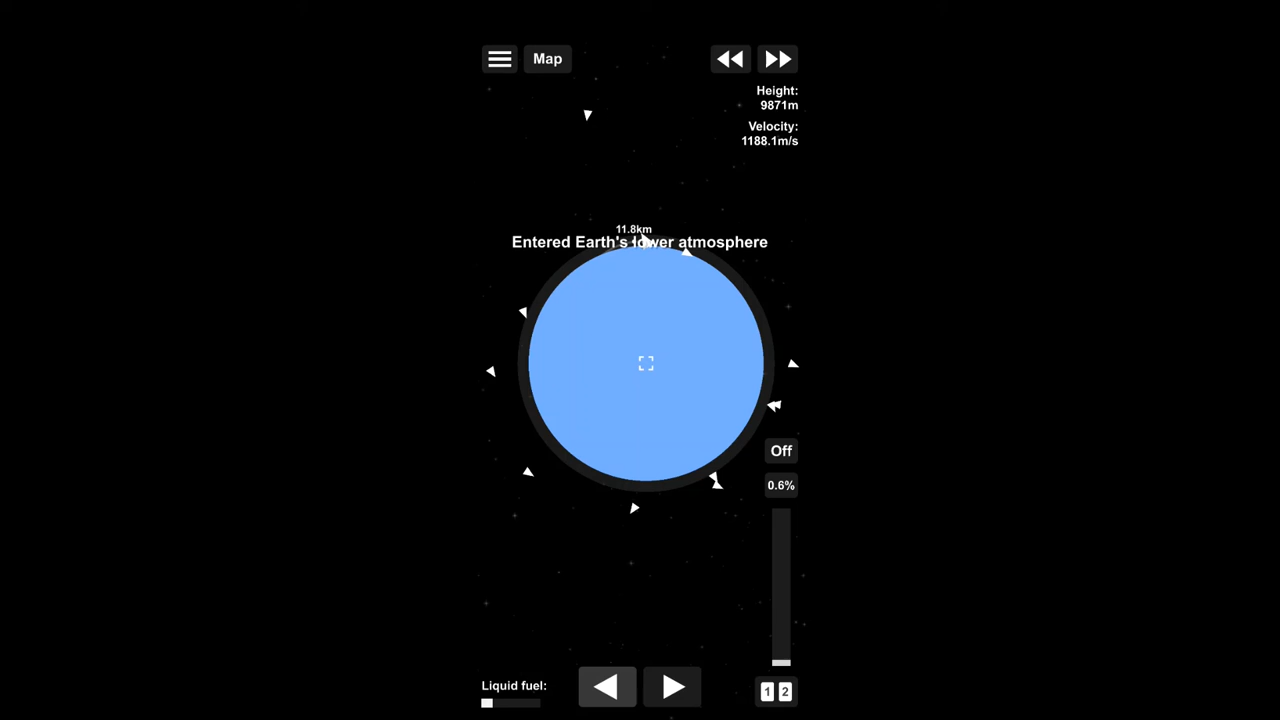 Map
Height:
9871m
Velocity:
1188.1m/s
11.8km
Entered Earth's lower atmosphere
Off
0.6%
Liquid fuel:
1 2